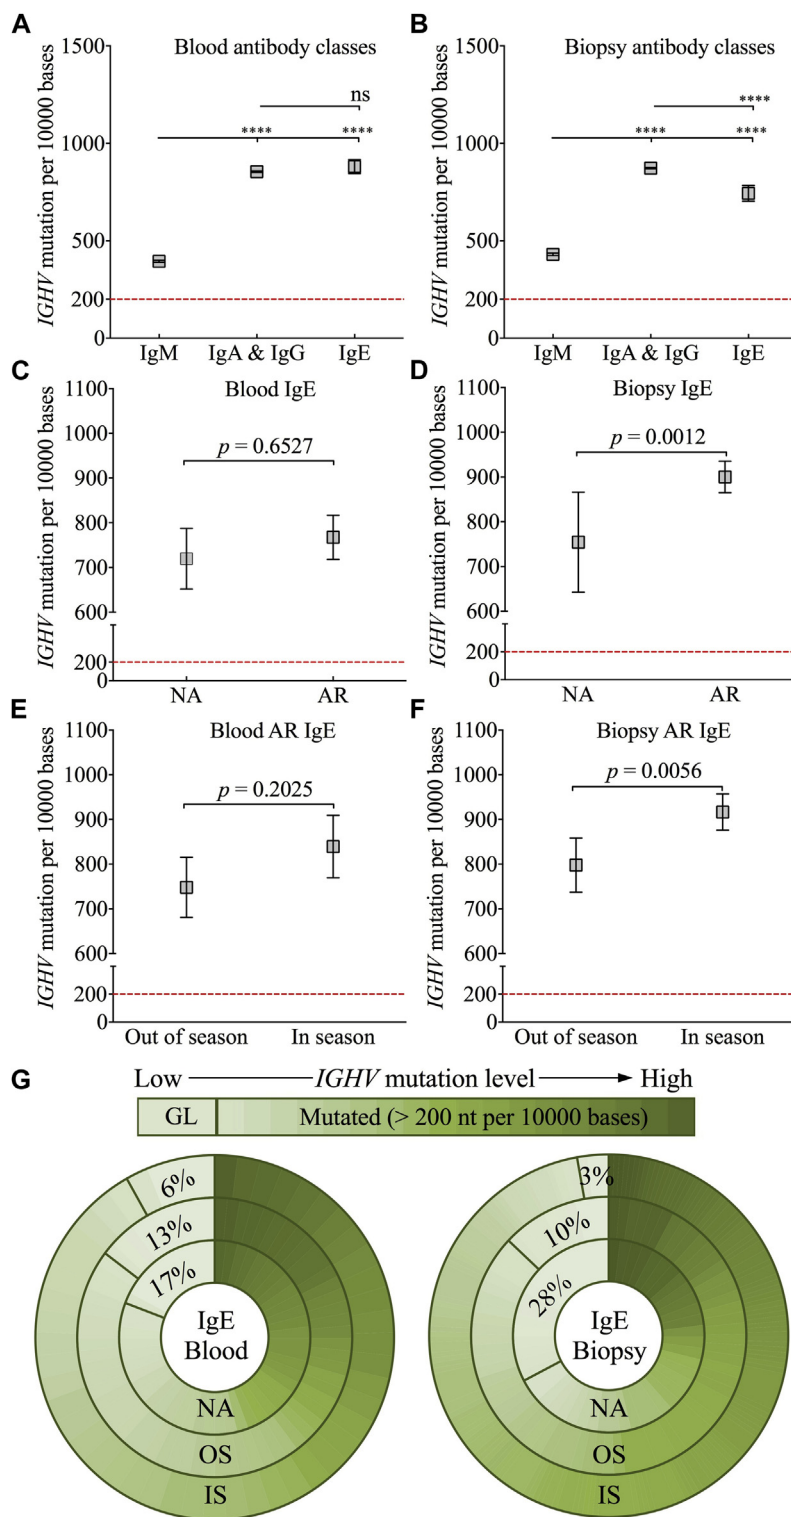 A
Blood antibody classes
IGHV mutation per 10000 bases
1500
1000
500
200
0
ns
****
****
IgM
IgA & IgG
IgE
B
Biopsy antibody classes
IGHV mutation per 10000 bases
1500
1000
500
200
0
****
****
****
IgM
IgA & IgG
IgE
C
Blood IgE
IGHV mutation per 10000 bases
1100
1000
900
800
700
600
200
0
p = 0.6527
NA
AR
D
Biopsy IgE
IGHV mutation per 10000 bases
1100
1000
900
800
700
600
200
0
p = 0.0012
NA
AR
E
Blood AR IgE
IGHV mutation per 10000 bases
1100
1000
900
800
700
600
200
0
p = 0.2025
Out of season
In season
F
Biopsy AR IgE
IGHV mutation per 10000 bases
1100
1000
900
800
700
600
200
0
p = 0.0056
Out of season
In season
G
Low
IGHV mutation level
High
GL
Mutated (> 200 nt per 10000 bases)
6%
13%
17%
IgE
Blood
NA
OS
IS
3%
10%
28%
IgE
Biopsy
NA
OS
IS